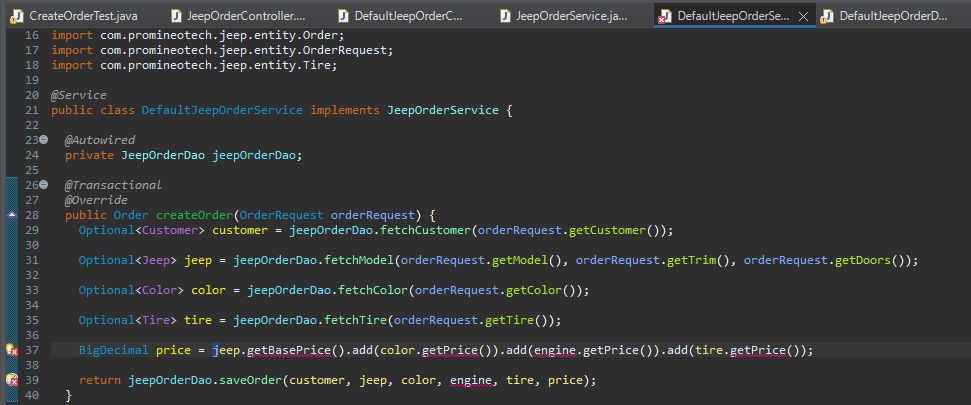 CreateOrderTest.java JeepOrderController.... DefaultJeepOrderC... JeepOrderService.ja... DefaultJeepOrderSe... DefaultJeepOrderD...
16 import com.promineotech.jeep.entity.Order;
17 import com.promineotech.jeep.entity.OrderRequest;
18 import com.promineotech.jeep.entity.Tire;
19
20 @Service
21 public class DefaultJeepOrderService implements JeepOrderService {
22
23 @Autowired
24 private JeepOrderDao jeepOrderDao;
25
26 @Transactional
27 @Override
28 public Order createOrder(OrderRequest orderRequest) {
29 Optional<Customer> customer = jeepOrderDao.fetchCustomer(orderRequest.getCustomer());
30
31 Optional<Jeep> jeep = jeepOrderDao.fetchModel(orderRequest.getModel(), orderRequest.getTrim(), orderRequest.getDoors());
32
33 Optional<Color> color = jeepOrderDao.fetchColor(orderRequest.getColor());
34
35 Optional<Tire> tire = jeepOrderDao.fetchTire(orderRequest.getTire());
36
37 BigDecimal price = jeep.getBasePrice().add(color.getPrice()).add(engine.getPrice()).add(tire.getPrice());
38
39 return jeepOrderDao.saveOrder(customer, jeep, color, engine, tire, price);
40 }